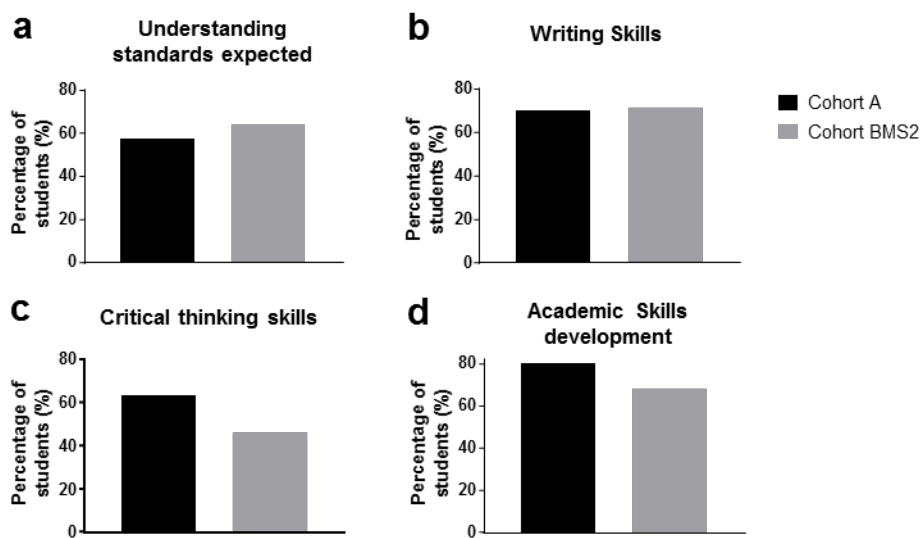 a
Understanding
standards expected
Percentage of
students (%)
80
60
40
20
0
b
Writing Skills
Percentage of
students (%)
80
60
40
20
0
Cohort A
Cohort BMS2
c
Critical thinking skills
Percentage of
students (%)
80
60
40
20
0
d
Academic Skills
development
Percentage of
students (%)
80
60
40
20
0